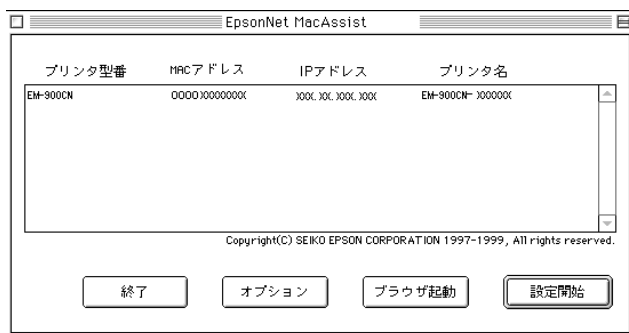 EpsonNet MacAssist
プリンタ型番 MACアドレス IPアドレス プリンタ名
EM-900CN 0000XXXXXXXX XXX.XX.XXX.XXX EM-900CN-XXXXXX
Copyright(C) SEIKO EPSON CORPORATION 1997-1999, All rights reserved.
終了 オプション ブラウザ起動 設定開始